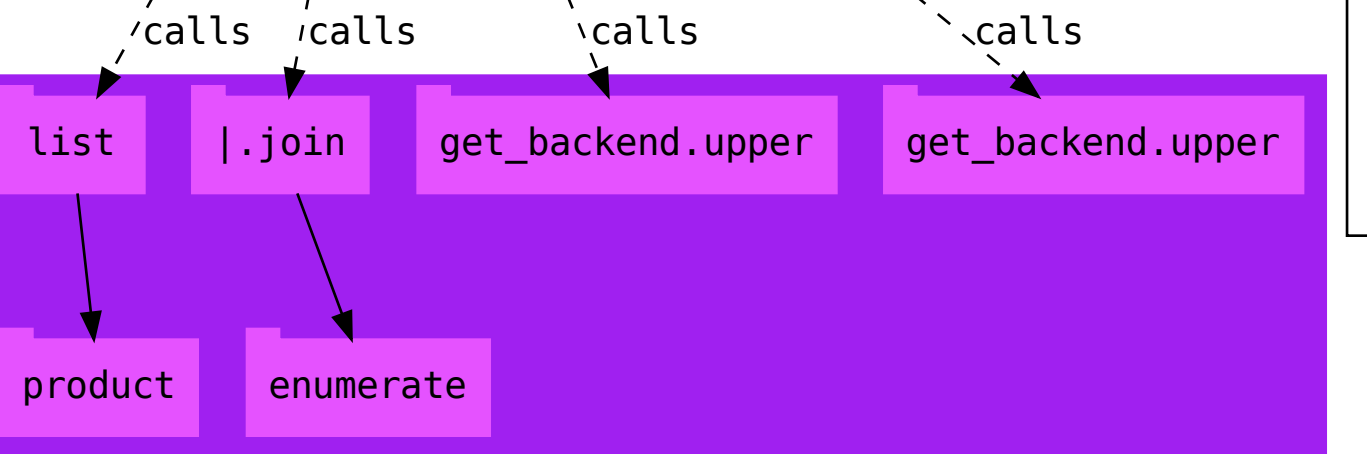 calls
calls
calls
calls
list
|.join
get_backend.upper
get_backend.upper
product
enumerate